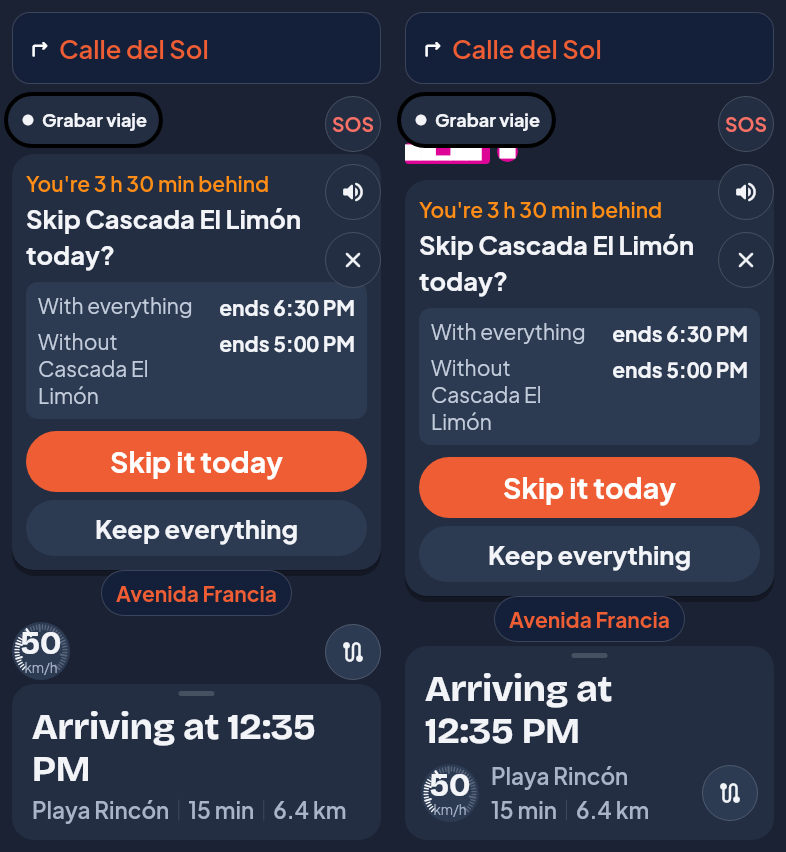 Calle del Sol
Grabar viaje
SOS
You're 3 h 30 min behind
Skip Cascada El Limón
today?
With everything ends 6:30 PM
Without ends 5:00 PM
Cascada El
Limón
Skip it today
Keep everything
Avenida Francia
50
km/h
Arriving at 12:35
PM
Playa Rincón 15 min 6.4 km
Calle del Sol
Grabar viaje
SOS
You're 3 h 30 min behind
Skip Cascada El Limón
today?
With everything ends 6:30 PM
Without ends 5:00 PM
Cascada El
Limón
Skip it today
Keep everything
Avenida Francia
Arriving at
12:35 PM
50
km/h
Playa Rincón
15 min 6.4 km